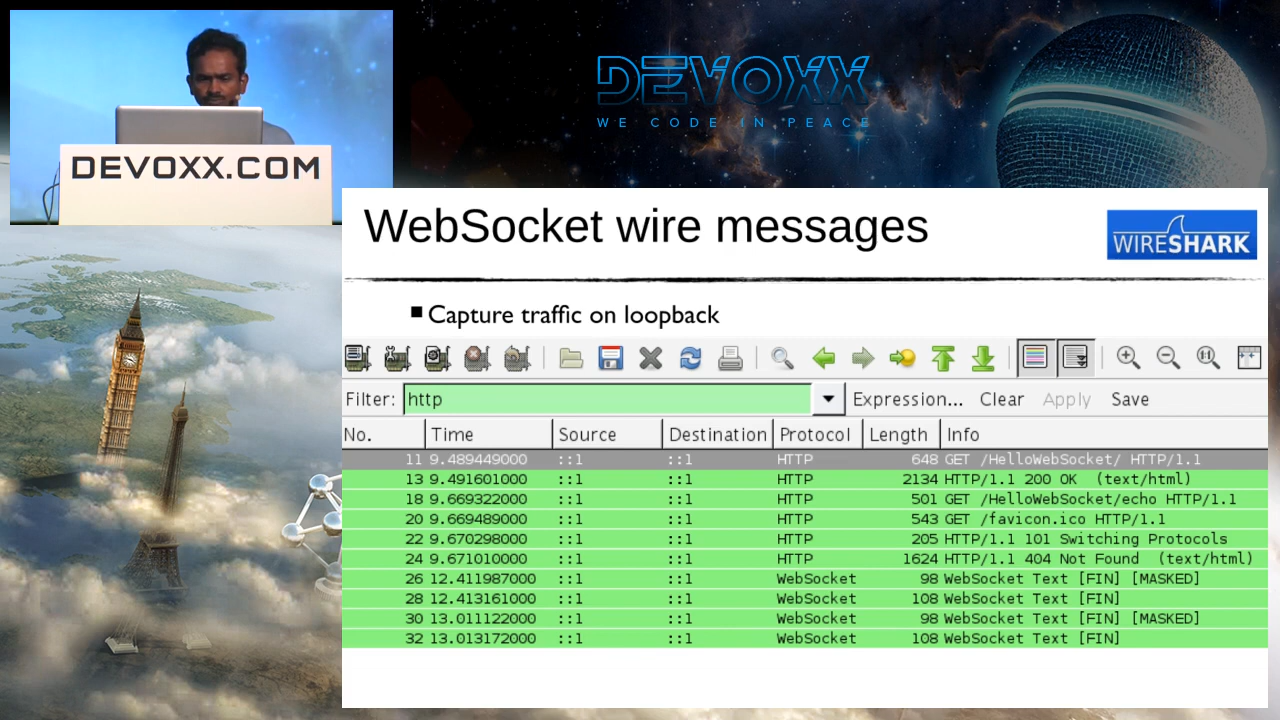 DEVOXX
WE CODE IN PEACE
DEVOXX.COM
WebSocket wire messages
WIRESHARK
Capture traffic on loopback
Filter: http Expression... Clear Apply Save
No. Time Source Destination Protocol Length Info
11 9.489449000 ::1 ::1 HTTP 648 GET /HelloWebSocket/ HTTP/1.1
13 9.491601000 ::1 ::1 HTTP 2134 HTTP/1.1 200 OK (text/html)
18 9.669322000 ::1 ::1 HTTP 501 GET /HelloWebSocket/echo HTTP/1.1
20 9.669489000 ::1 ::1 HTTP 543 GET /favicon.ico HTTP/1.1
22 9.670298000 ::1 ::1 HTTP 205 HTTP/1.1 101 Switching Protocols
24 9.671010000 ::1 ::1 HTTP 1624 HTTP/1.1 404 Not Found (text/html)
26 12.411987000 ::1 ::1 WebSocket 98 WebSocket Text [FIN] [MASKED]
28 12.413161000 ::1 ::1 WebSocket 108 WebSocket Text [FIN]
30 13.011122000 ::1 ::1 WebSocket 98 WebSocket Text [FIN] [MASKED]
32 13.013172000 ::1 ::1 WebSocket 108 WebSocket Text [FIN]